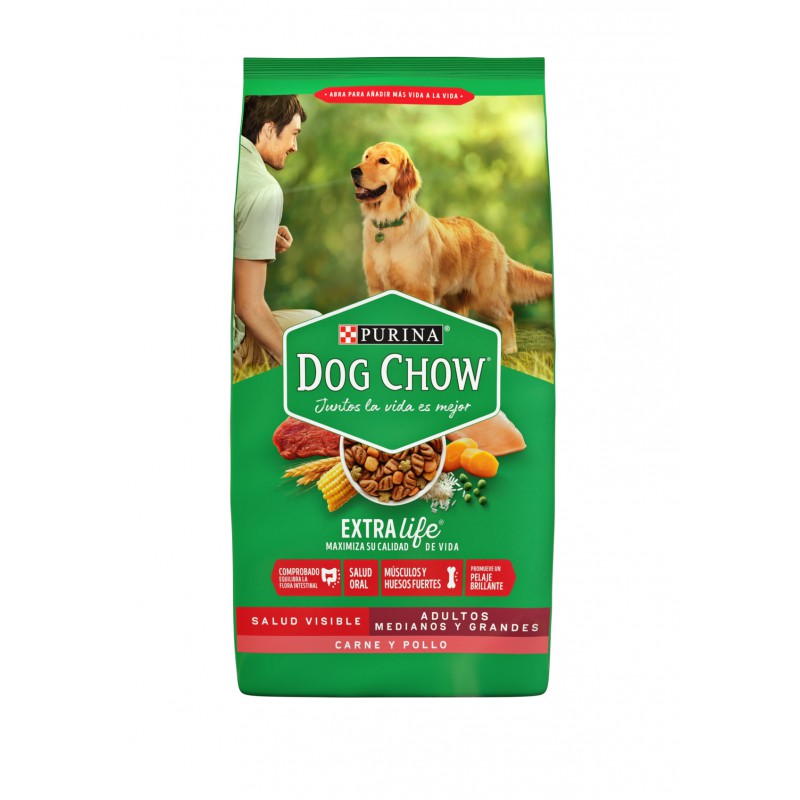 • ABRA PARA AÑADIR MÁS VIDA A LA VIDA •
PURINA®
DOG CHOW®
Juntos la vida es mejor
EXTRA life®
MAXIMIZA SU CALIDAD DE VIDA
COMPROBADO
EQUILIBRA LA
FLORA INTESTINAL
SALUD
ORAL
MÚSCULOS Y
HUESOS FUERTES
PROMUEVE UN
PELAJE
BRILLANTE
SALUD VISIBLE
ADULTOS
MEDIANOS Y GRANDES
CARNE Y POLLO